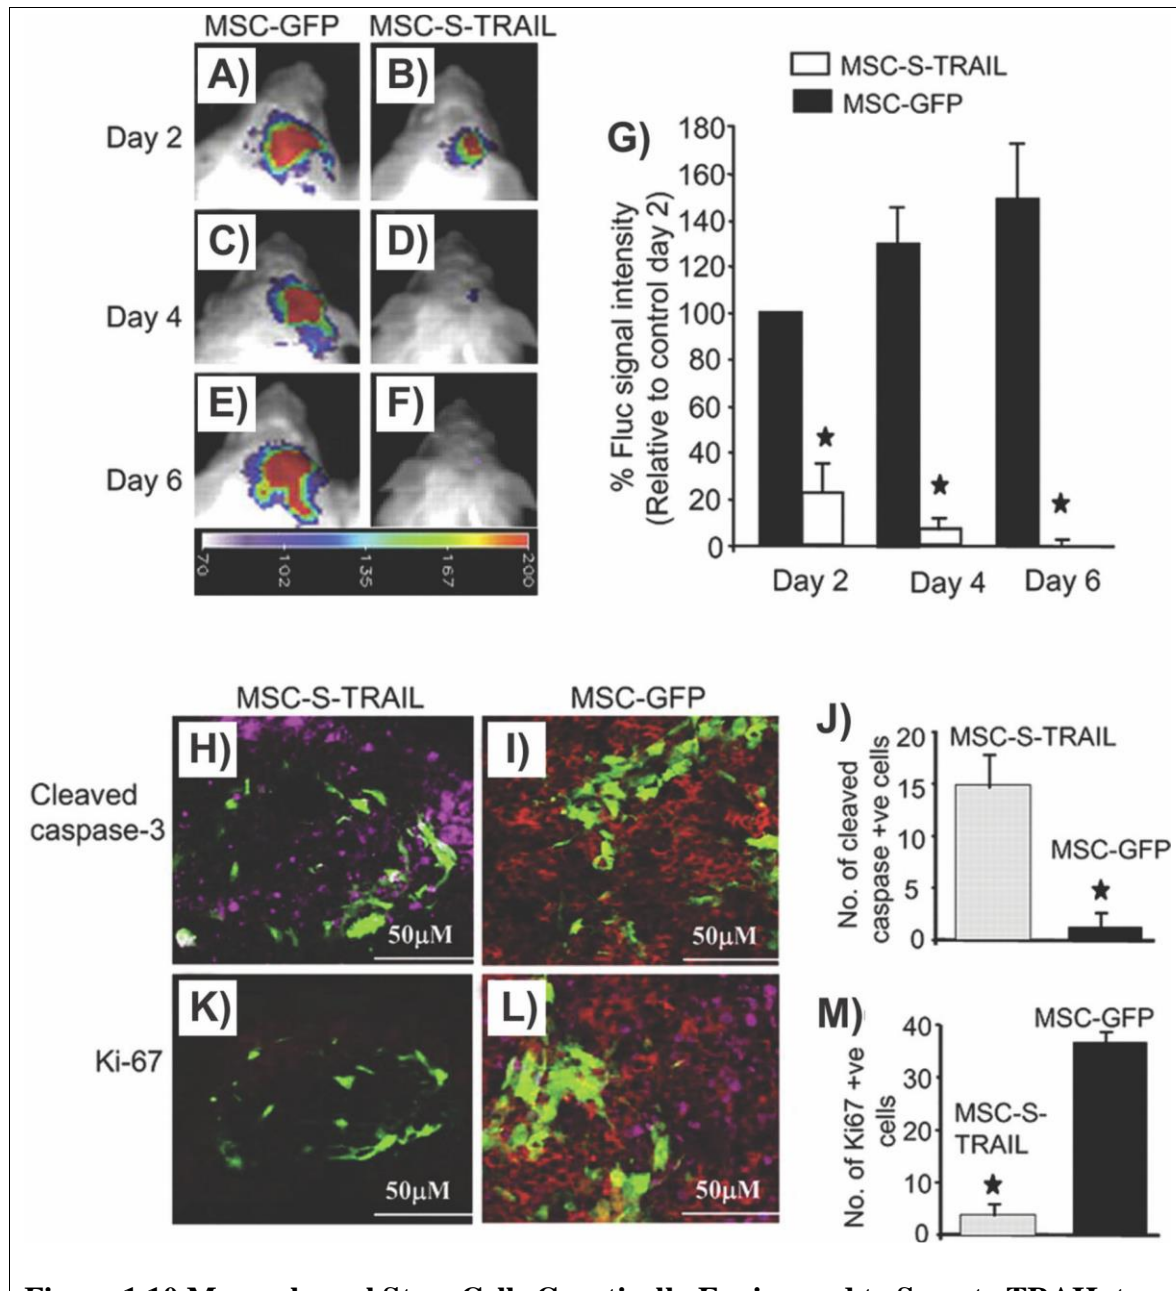 MSC-GFP MSC-S-TRAIL
A) B)
Day 2
C) D)
Day 4
E) F)
Day 6
70 102 135 167 200
MSC-S-TRAIL
MSC-GFP
G)
% Fluc signal intensity
(Relative to control day 2)
180
160
140
120
100
80
60
40
20
0
Day 2 Day 4 Day 6
MSC-S-TRAIL MSC-GFP
Cleaved
caspase-3
H) I)
50μM 50μM
J)
No. of cleaved
caspase +ve cells
20
15
10
5
0
MSC-S-TRAIL
MSC-GFP
Ki-67
K) L)
50μM 50μM
M)
No. of Ki67 +ve
cells
40
30
20
10
0
MSC-GFP
MSC-S-
TRAIL